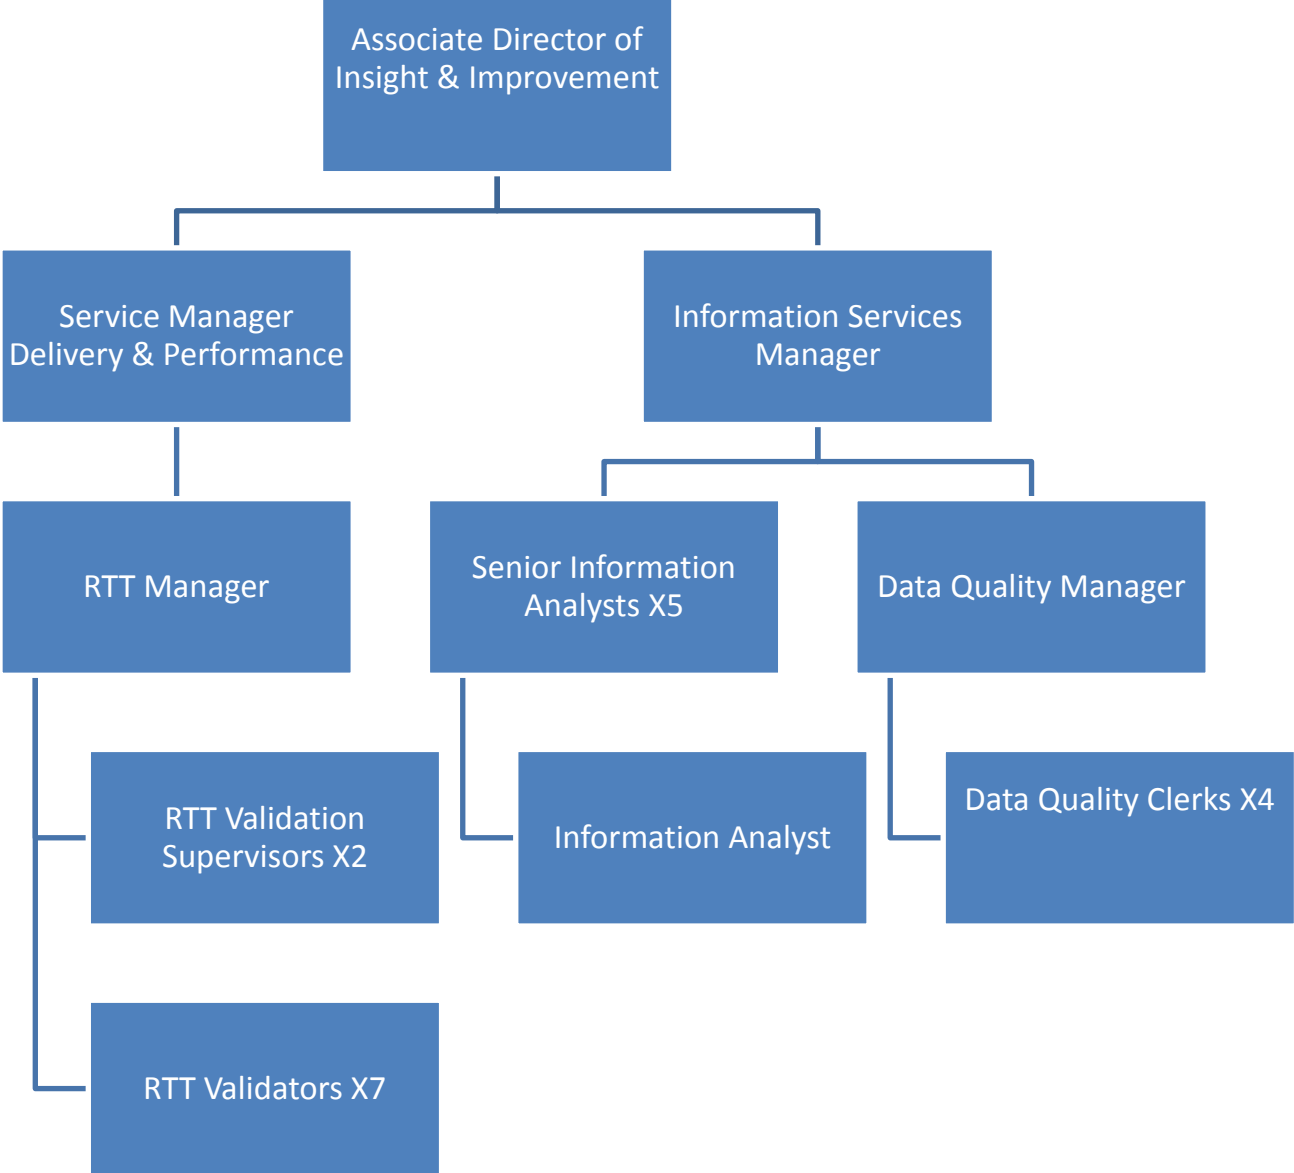 Associate Director of
Insight & Improvement
Service Manager
Delivery & Performance
Information Services
Manager
RTT Manager
Senior Information
Analysts X5
Data Quality Manager
RTT Validation
Supervisors X2
Information Analyst
Data Quality Clerks X4
RTT Validators X7